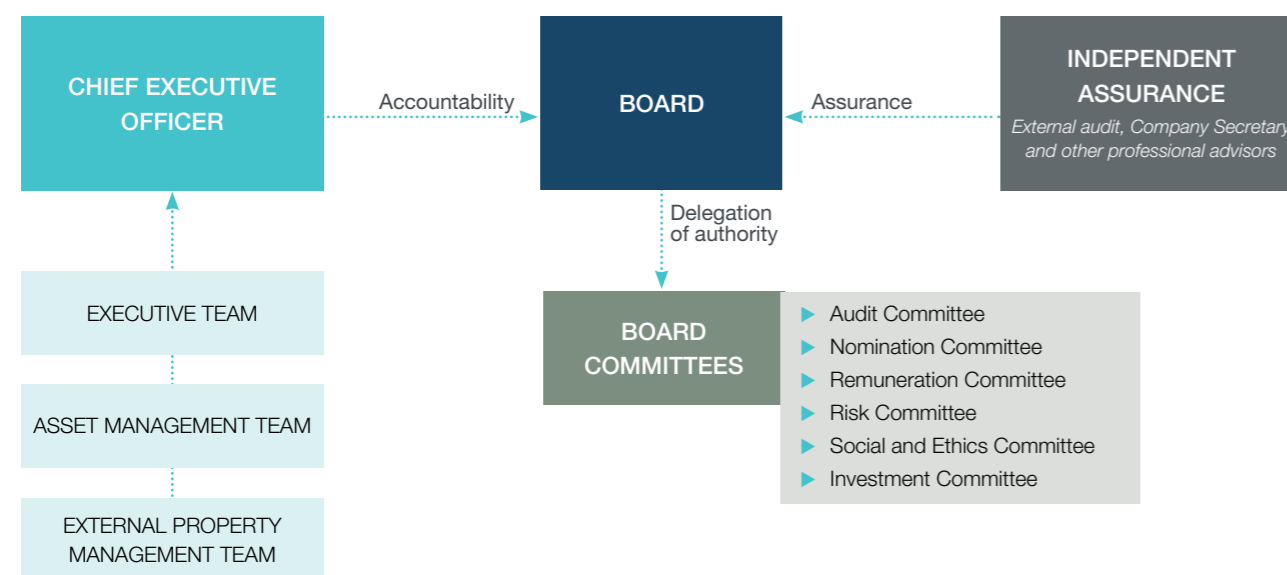 CHIEF EXECUTIVE
OFFICER
Accountability
BOARD
Assurance
INDEPENDENT
ASSURANCE
External audit, Company Secretary
and other professional advisors
Delegation
of authority
EXECUTIVE TEAM
BOARD
COMMITTEES
Audit Committee
Nomination Committee
Remuneration Committee
Risk Committee
Social and Ethics Committee
Investment Committee
ASSET MANAGEMENT TEAM
EXTERNAL PROPERTY
MANAGEMENT TEAM